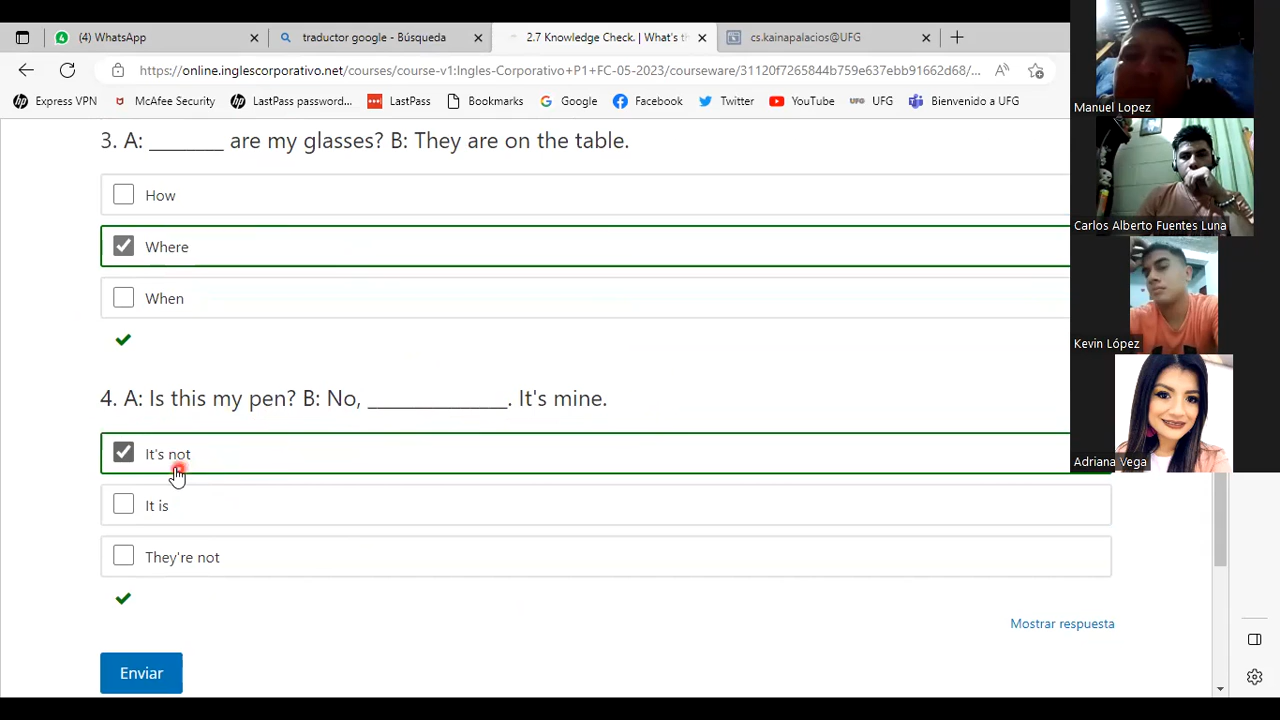 (4) WhatsApp
traductor google - Búsqueda
2.7 Knowledge Check. | What's th
cs.kainapalacios@UFG
https://online.inglescorporativo.net/courses/course-v1:Ingles-Corporativo+P1+FC-05-2023/courseware/31120f7265844b759e637ebb91662d68/...
Express VPN
McAfee Security
LastPass password...
LastPass
Bookmarks
Google
Facebook
Twitter
YouTube
UFG
Bienvenido a UFG
3. A: ________ are my glasses? B: They are on the table.
How
Where
When
4. A: Is this my pen? B: No, _______________. It's mine.
It's not
It is
They're not
Mostrar respuesta
Enviar
Manuel Lopez
Carlos Alberto Fuentes Luna
Kevin López
Adriana Vega